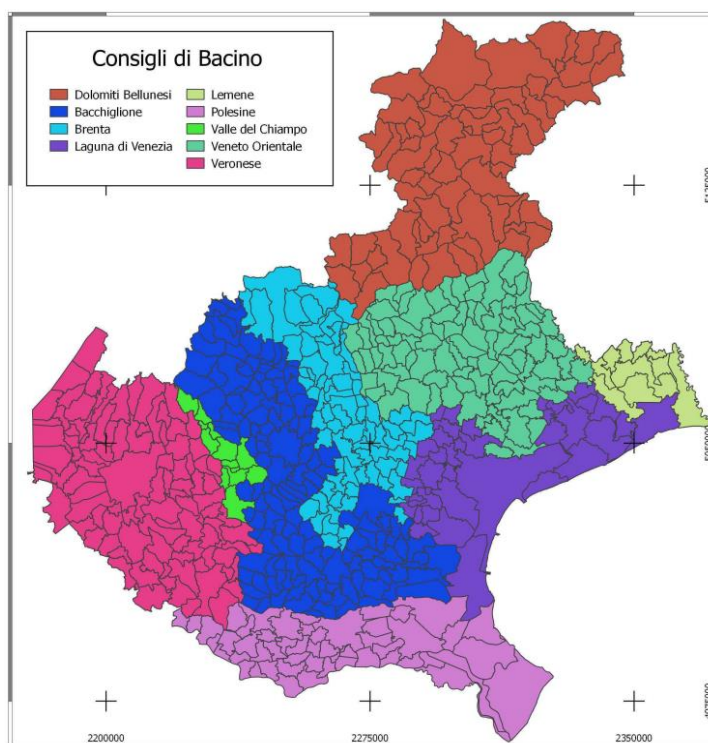 Consigli di Bacino
Dolomiti Bellunesi
Bacchiglione
Brenta
Laguna di Venezia
Lemene
Polesine
Valle del Chiampo
Veneto Orientale
Veronese
2200000
2275000
2350000